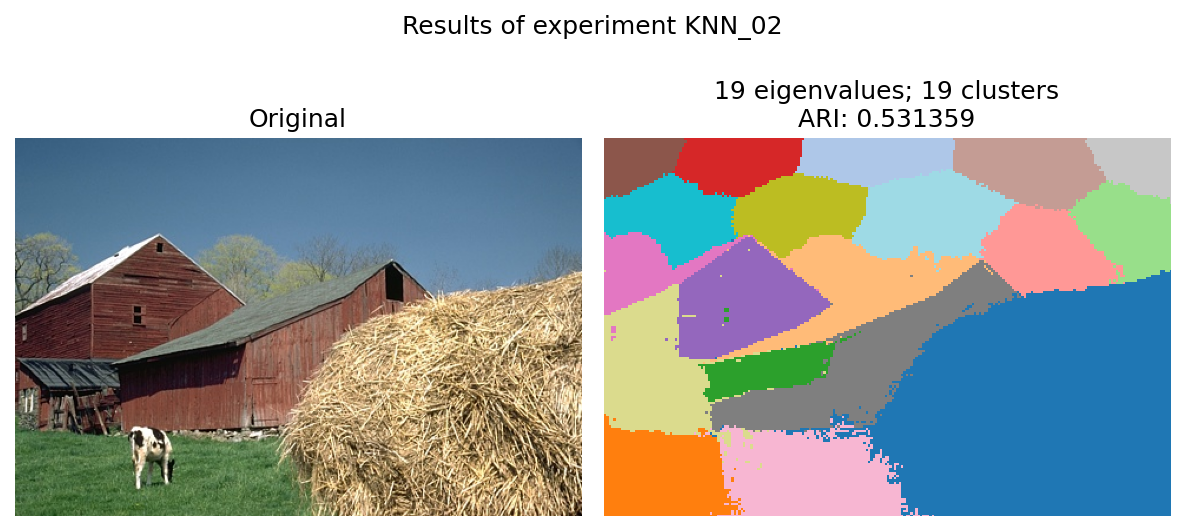 Results of experiment KNN_02
Original
19 eigenvalues; 19 clusters
ARI: 0.531359